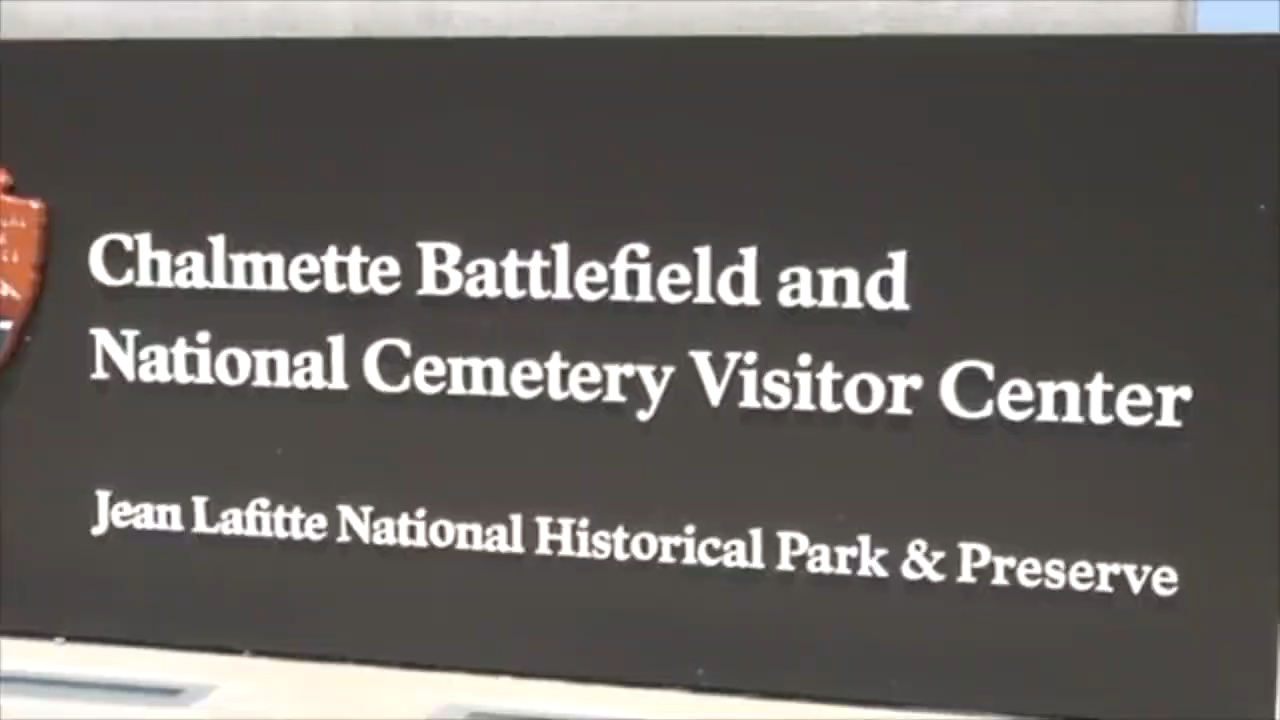 Chalmette Battlefield and
National Cemetery Visitor Center
Jean Lafitte National Historical Park & Preserve